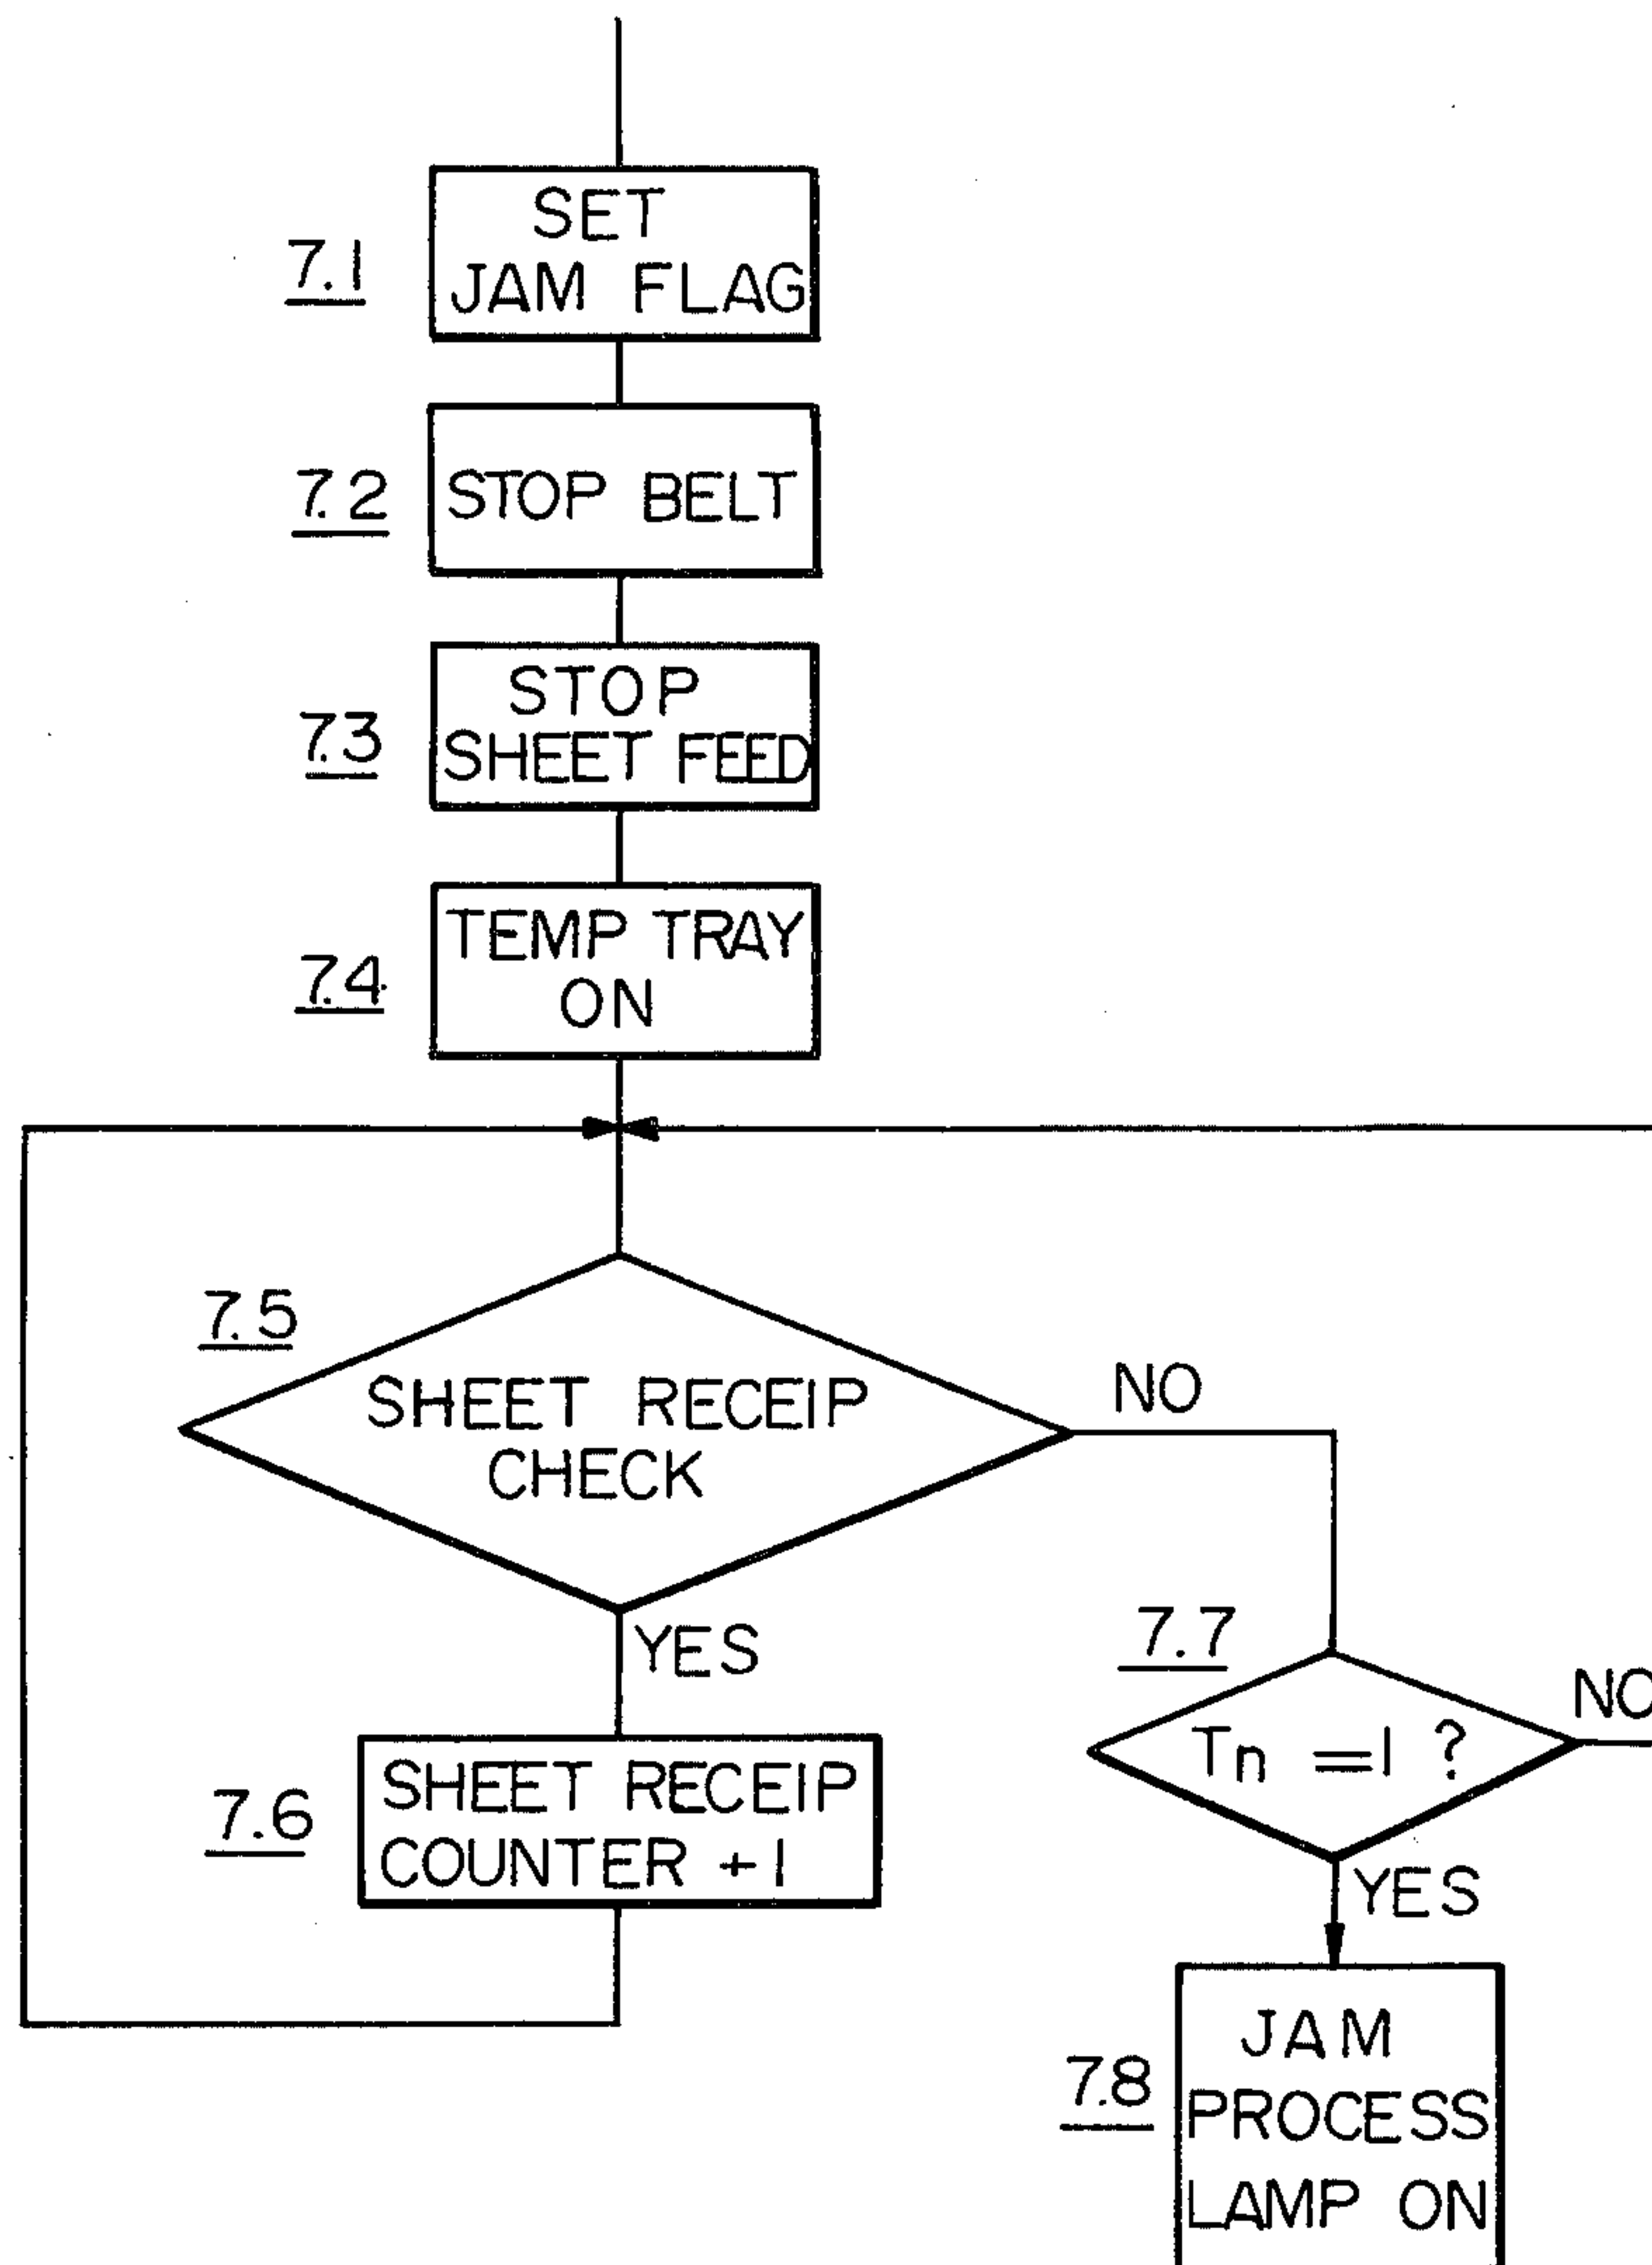 7.1
SET
JAM FLAG
7.2
STOP BELT
7.3
STOP
SHEET FEED
7.4
TEMP TRAY
ON
7.5
SHEET RECEIP
CHECK
NO
YES
7.6
SHEET RECEIP
COUNTER +1
7.7
Tn =1 ?
NO
YES
7.8
JAM
PROCESS
LAMP ON